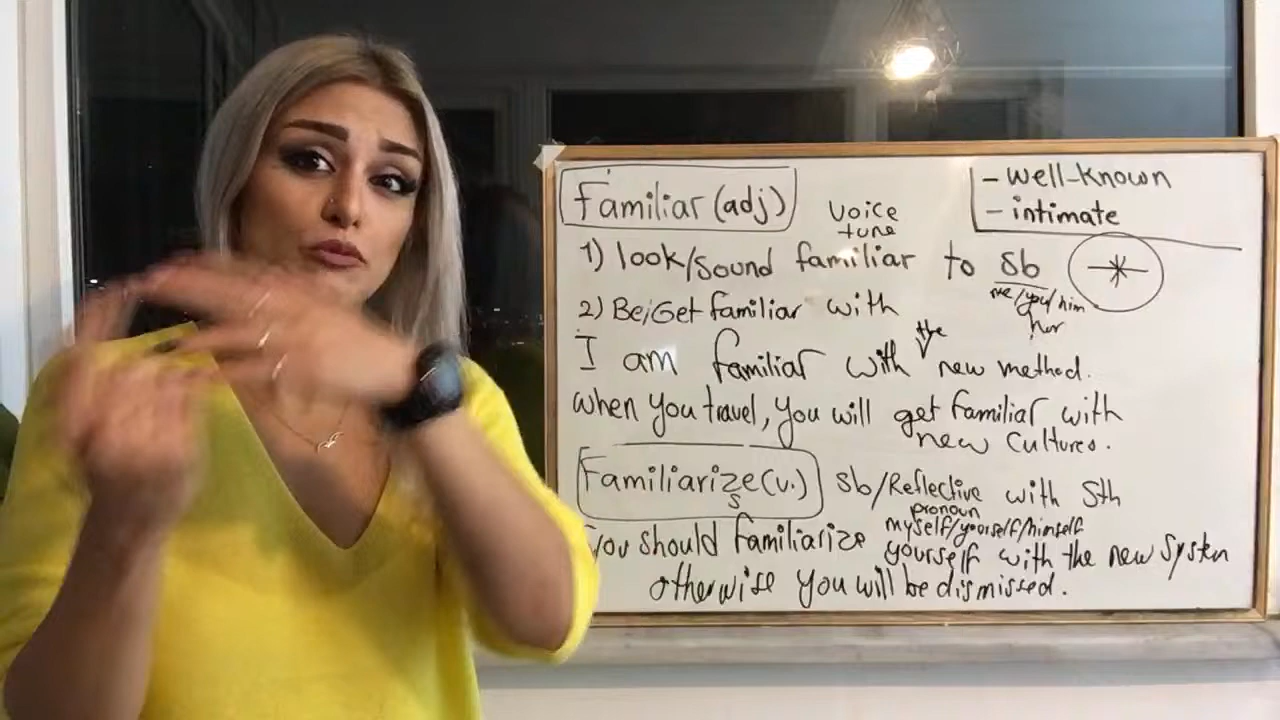 Familiar (adj)
- well-known
- intimate
voice
tune
1) look/sound familiar to sb
me/you/him
her
2) Be/Get familiar with
the
I am familiar with new method.
when you travel, you will get familiar with
new cultures.
Familiarize (v.) sb/Reflective with sth
s
pronoun
myself/yourself/himself
You should familiarize yourself with the new system
otherwise you will be dismissed.